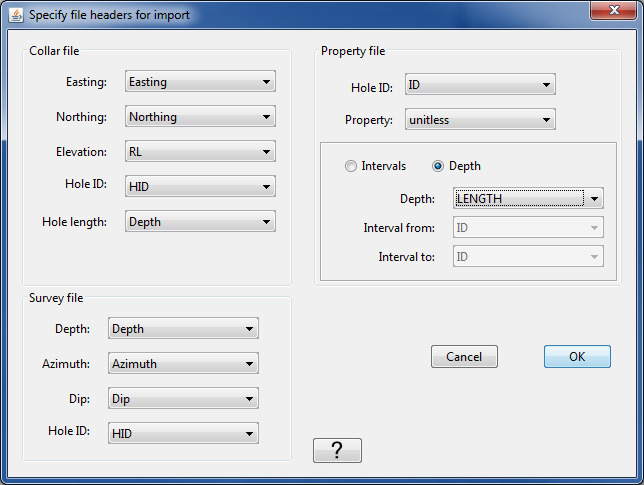 Specify file headers for import
Collar file
Easting: Easting
Northing: Northing
Elevation: RL
Hole ID: HID
Hole length: Depth
Survey file
Depth: Depth
Azimuth: Azimuth
Dip: Dip
Hole ID: HID
Property file
Hole ID: ID
Property: unitless
Intervals Depth
Depth: LENGTH
Interval from: ID
Interval to: ID
Cancel OK
?